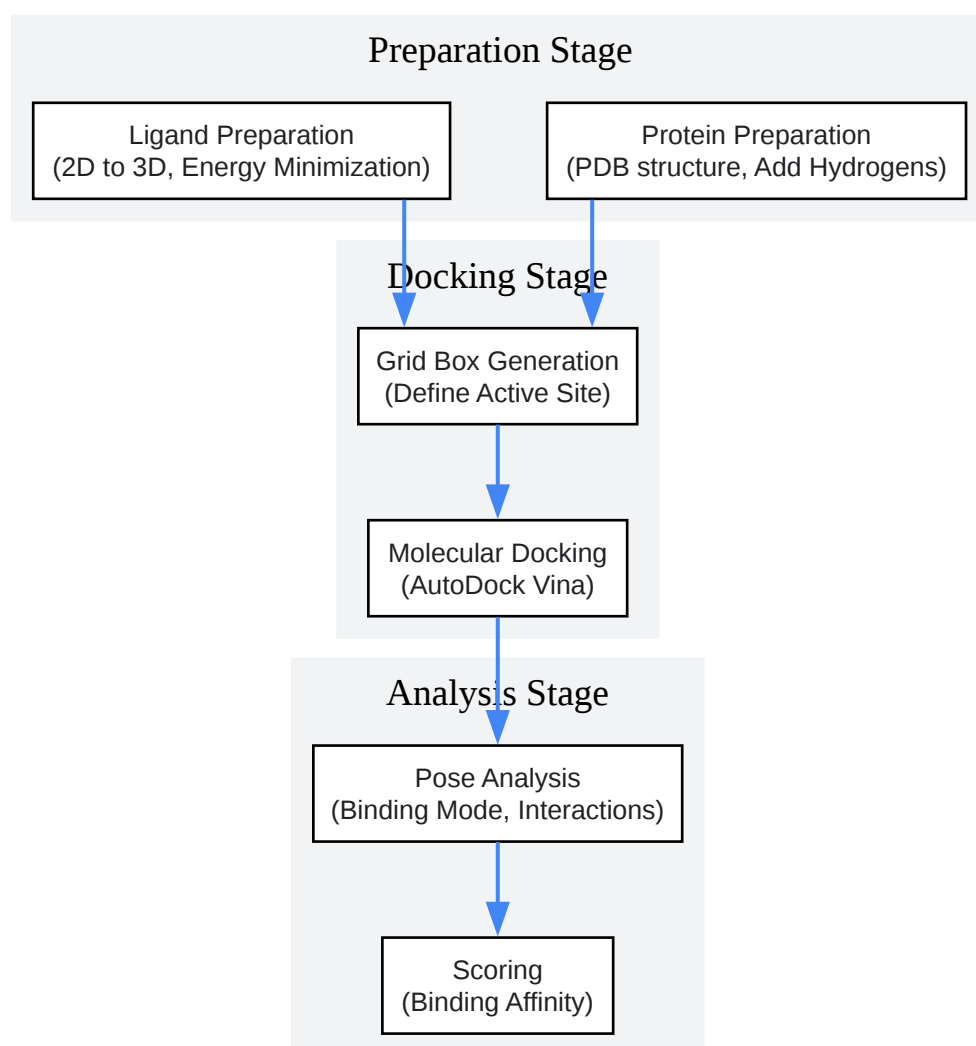 Preparation Stage
Ligand Preparation
(2D to 3D, Energy Minimization)
Protein Preparation
(PDB structure, Add Hydrogens)
Docking Stage
Grid Box Generation
(Define Active Site)
Molecular Docking
(AutoDock Vina)
Analysis Stage
Pose Analysis
(Binding Mode, Interactions)
Scoring
(Binding Affinity)